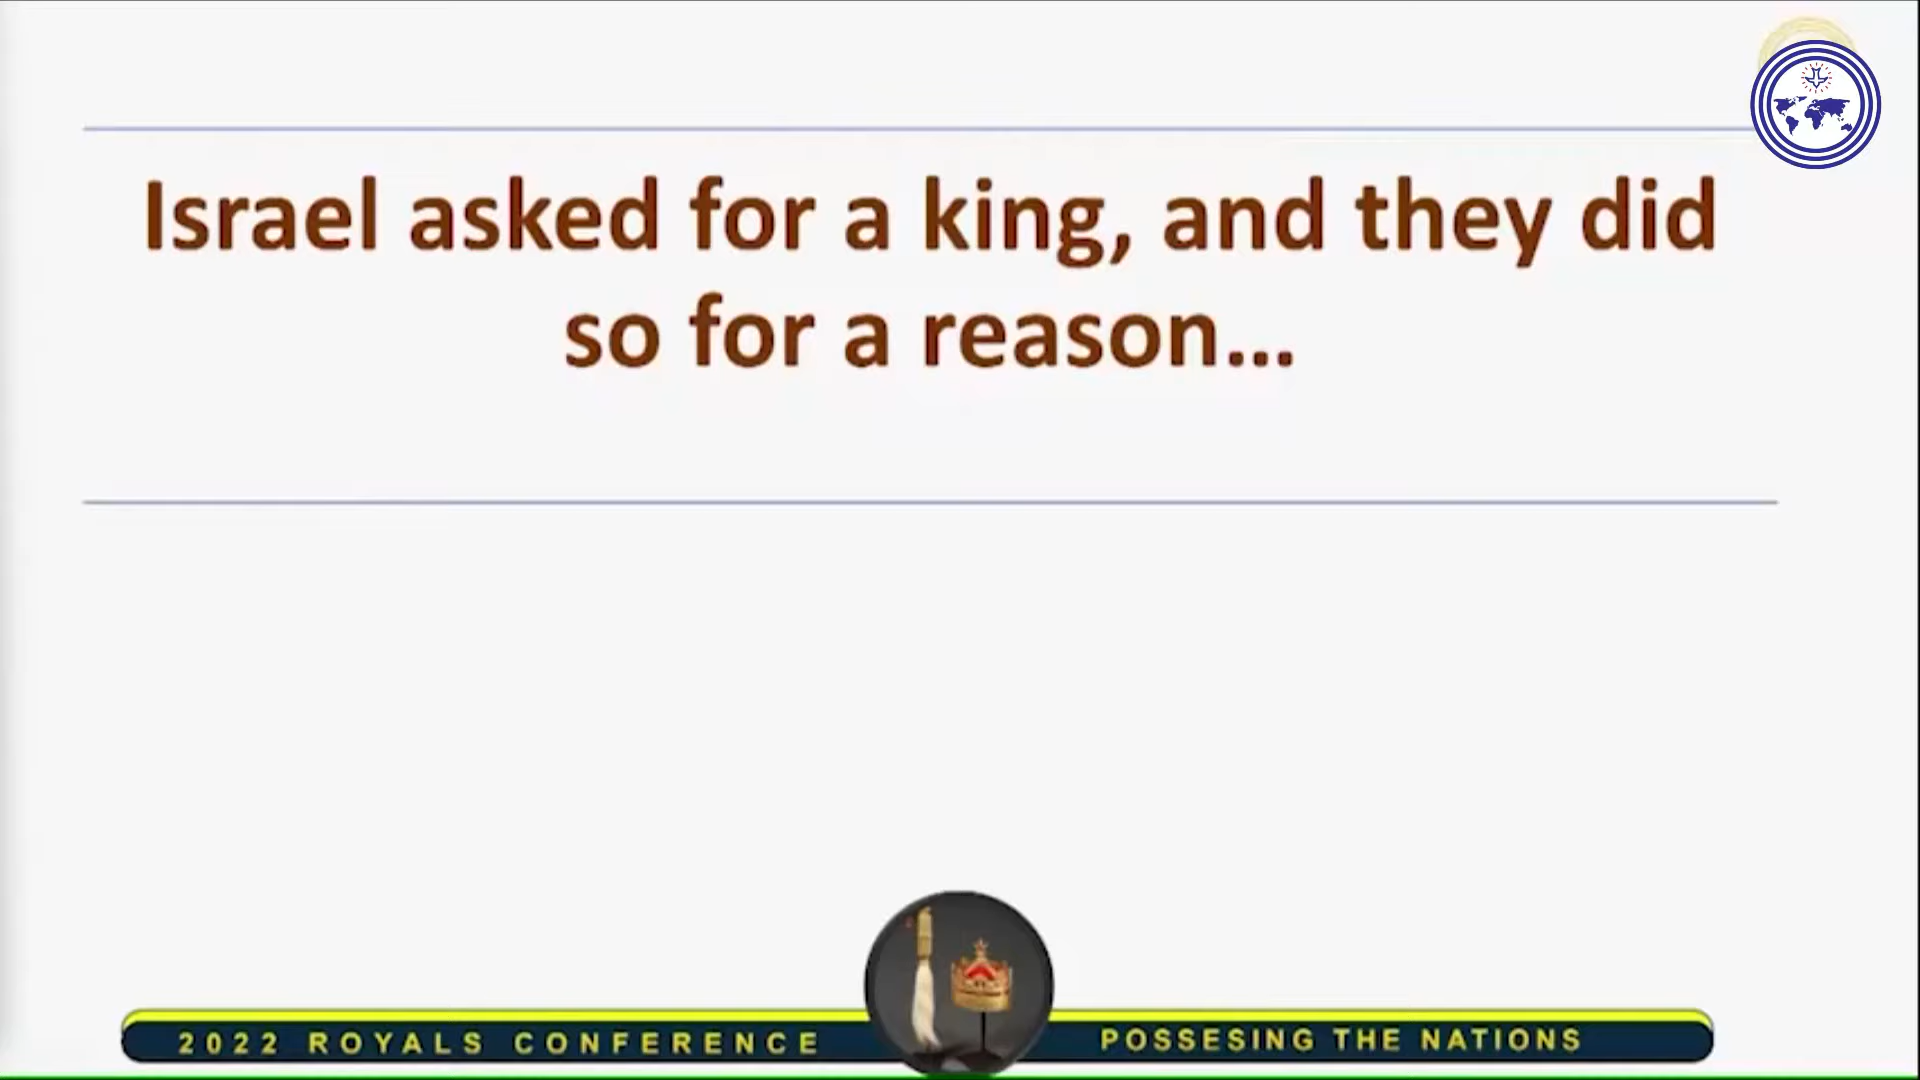 Israel asked for a king, and they did
so for a reason...
2022 ROYALS CONFERENCE
POSSESING THE NATIONS